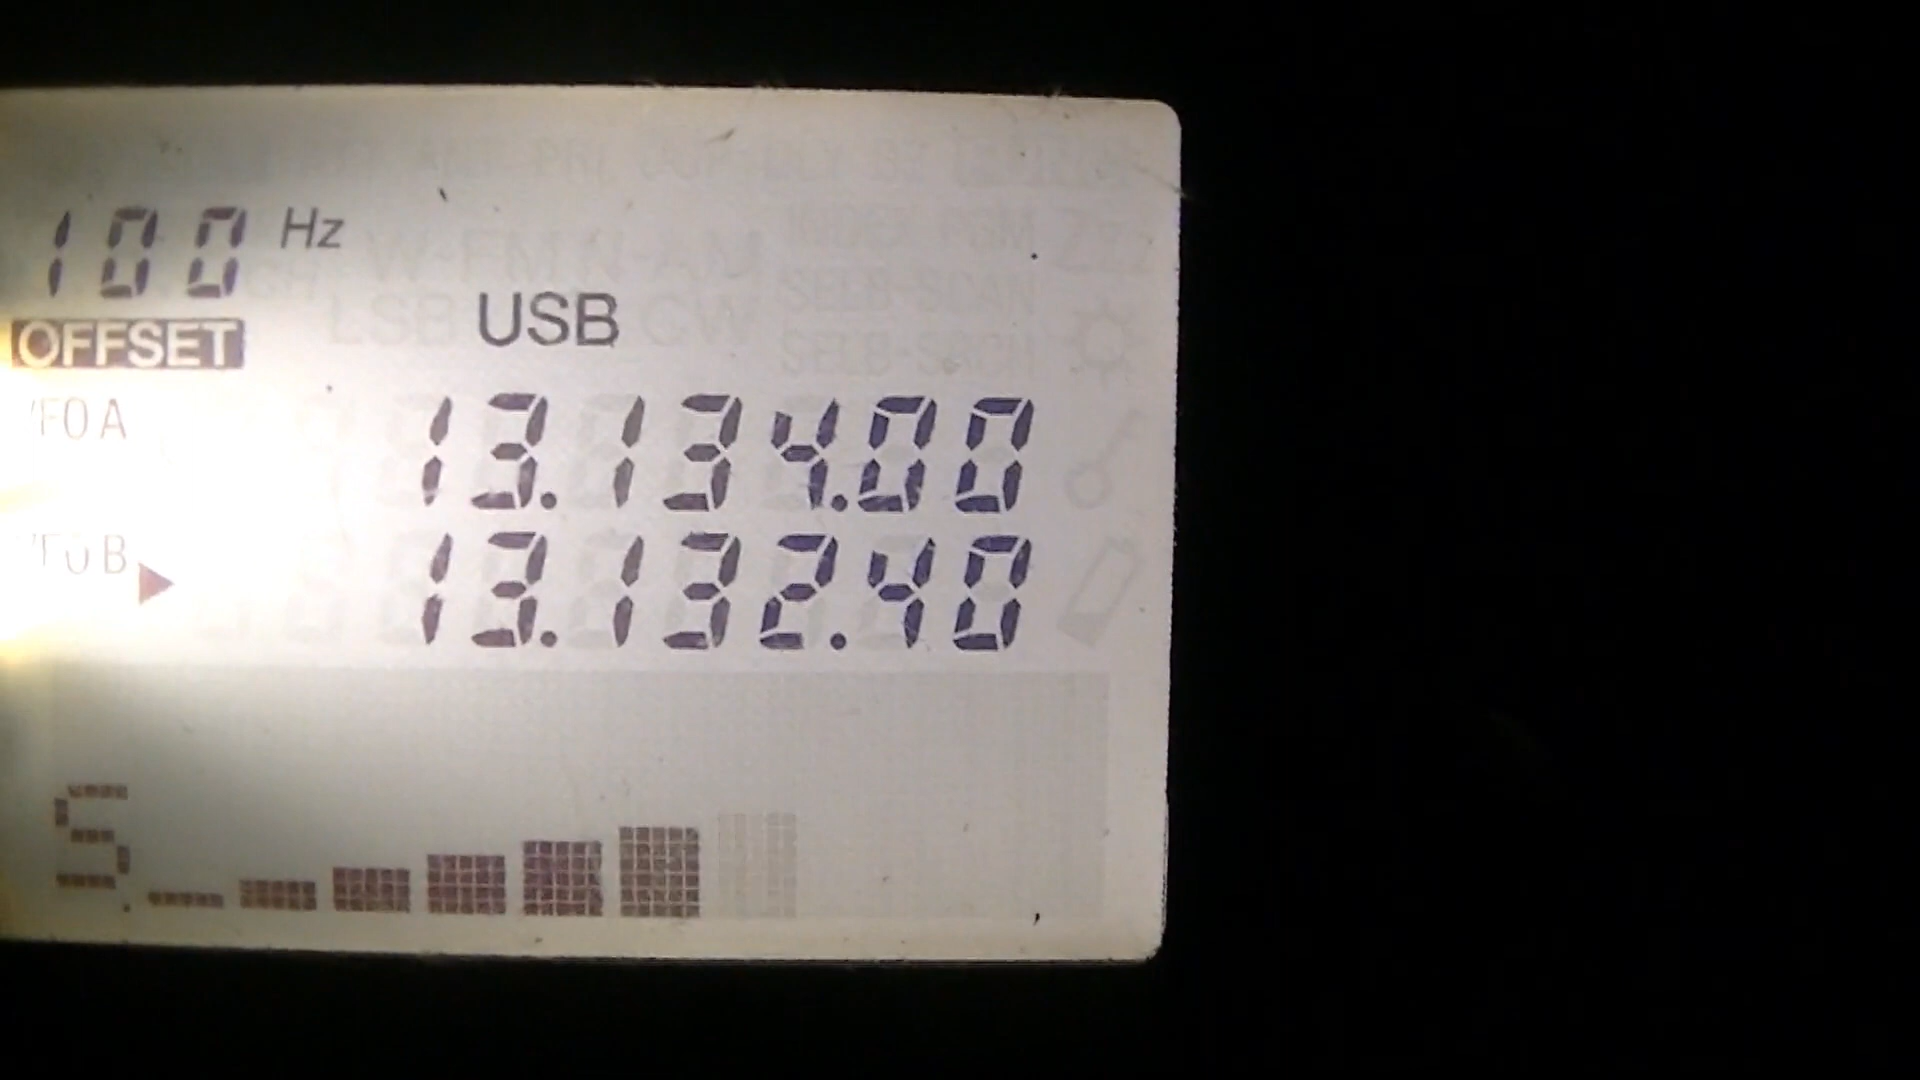 100 Hz
USB
OFFSET
VFO A 13.134.00
VFO B 13.132.40
S.